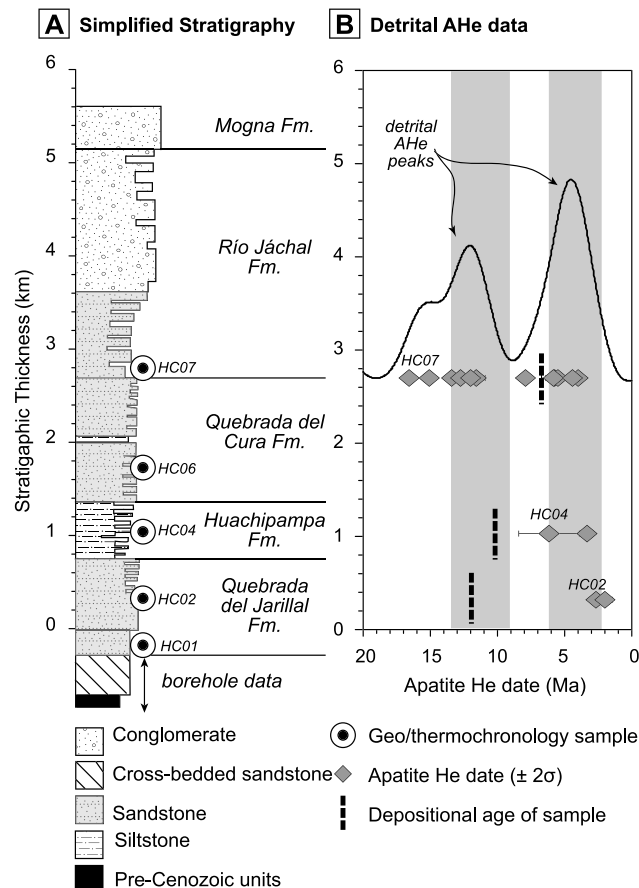 A Simplified Stratigraphy
6
5
4
3
2
1
0
Stratigaphic Thickness (km)
Mogna Fm.
Río Jáchal
Fm.
HC07
Quebrada del
Cura Fm.
HC06
Huachipampa
Fm.
HC04
Quebrada
del Jarillal
Fm.
HC02
HC01
borehole data
B Detrital AHe data
6
5
4
3
2
1
0
detrital
AHe
peaks
HC07
HC04
HC02
20 15 10 5 0
Apatite He date (Ma)
Conglomerate
Cross-bedded sandstone
Sandstone
Siltstone
Pre-Cenozoic units
Geo/thermochronology sample
Apatite He date (± 2σ)
Depositional age of sample